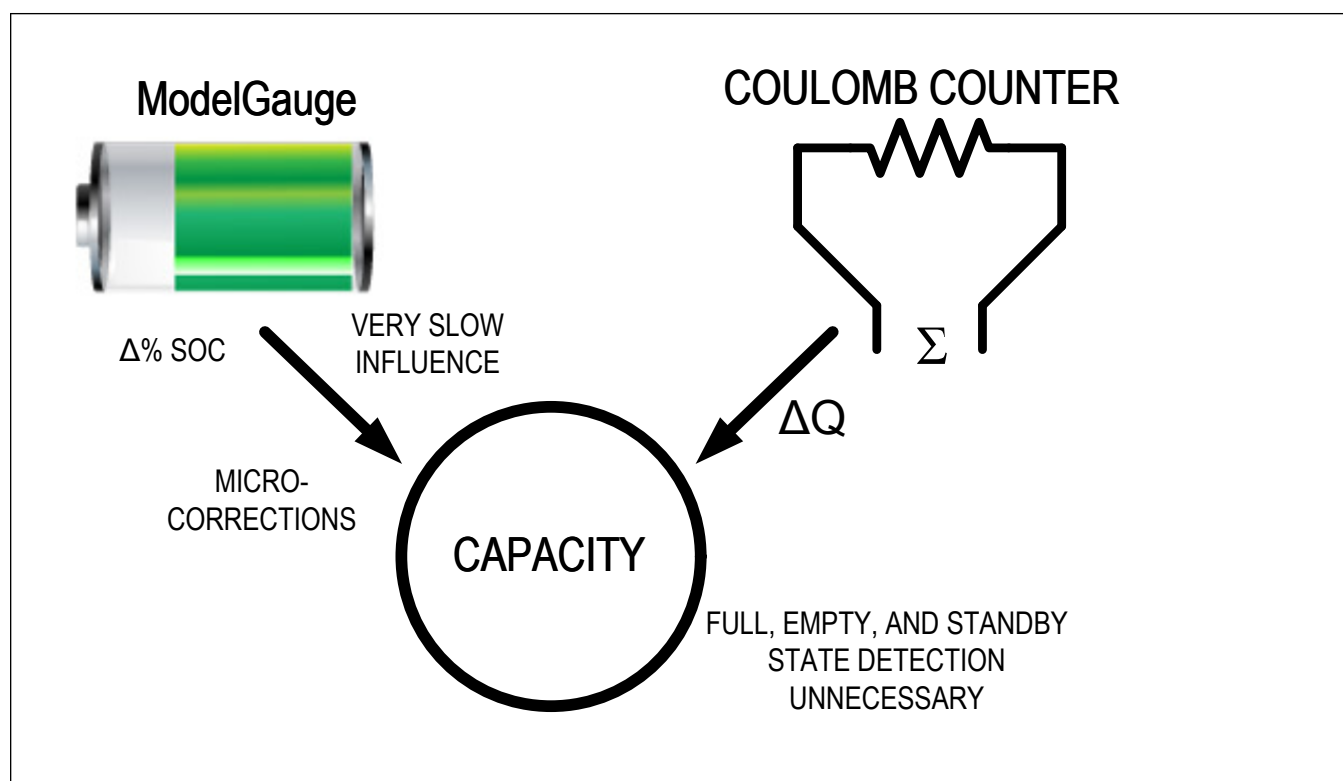 ModelGauge
COULOMB COUNTER
Δ% SOC
VERY SLOW
INFLUENCE
Σ
ΔQ
MICRO-
CORRECTIONS
CAPACITY
FULL, EMPTY, AND STANDBY
STATE DETECTION
UNNECESSARY